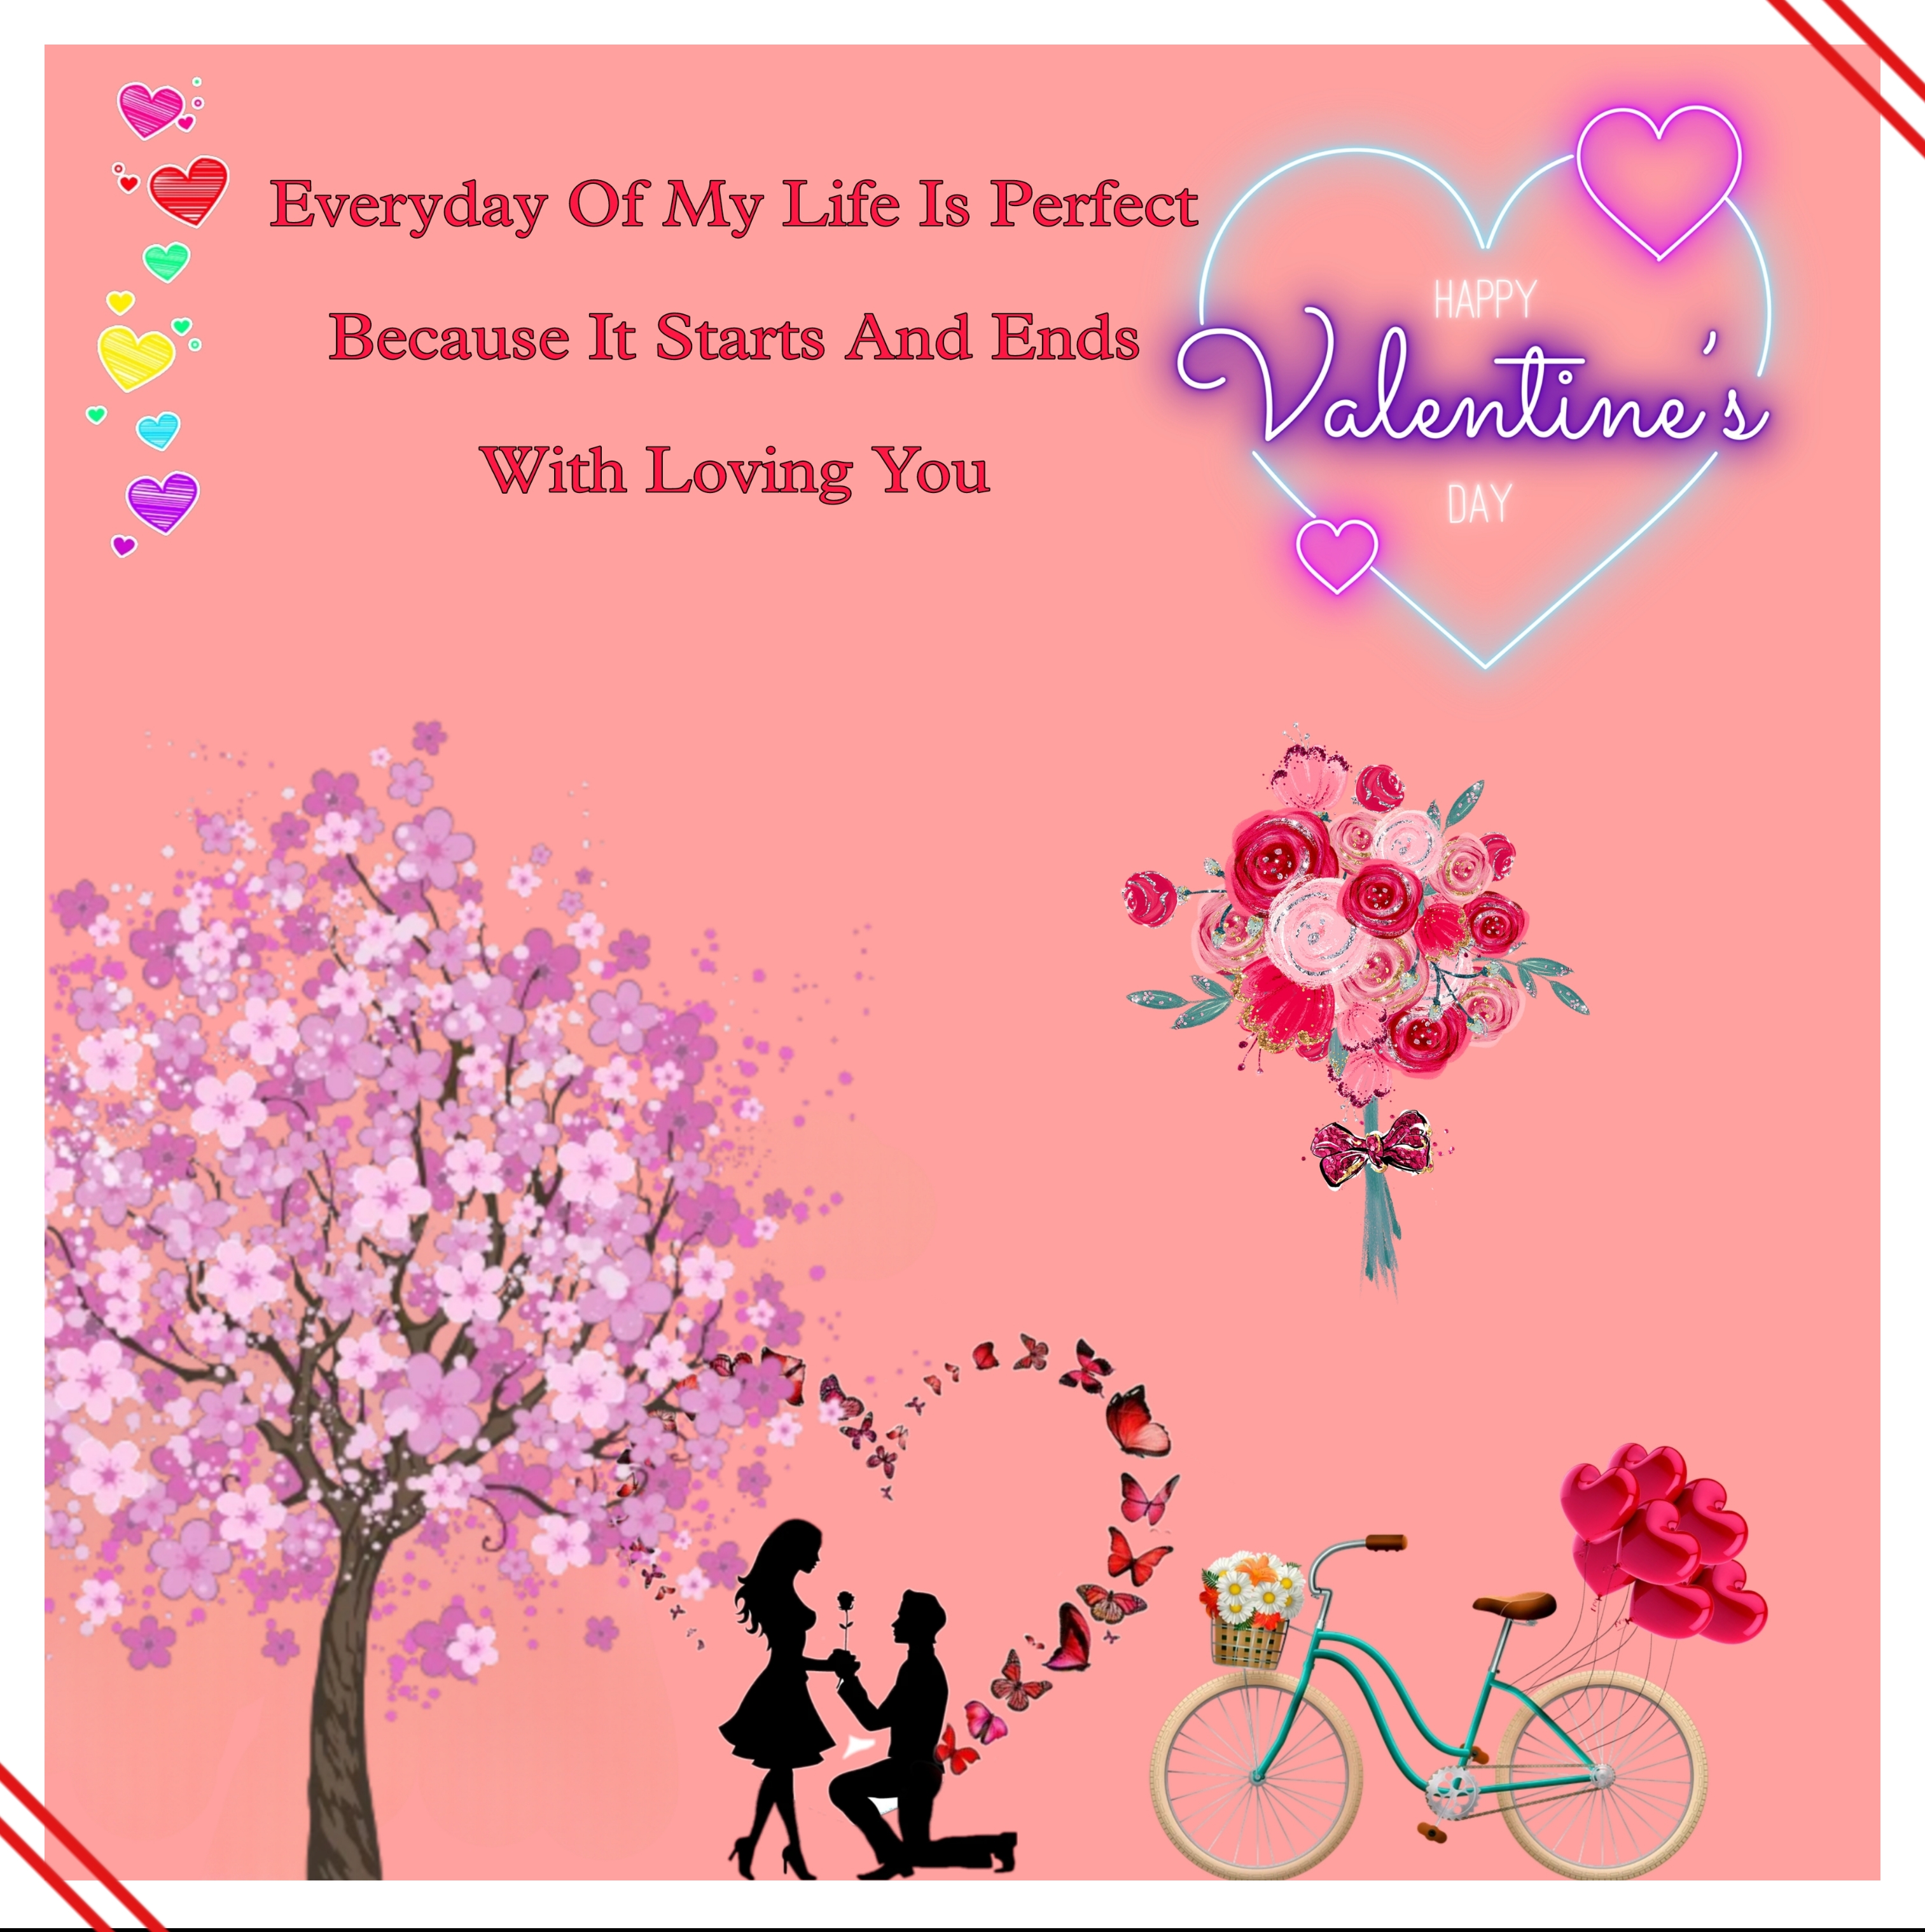 Everyday Of My Life Is Perfect
Because It Starts And Ends
With Loving You
HAPPY
Valentine's
DAY